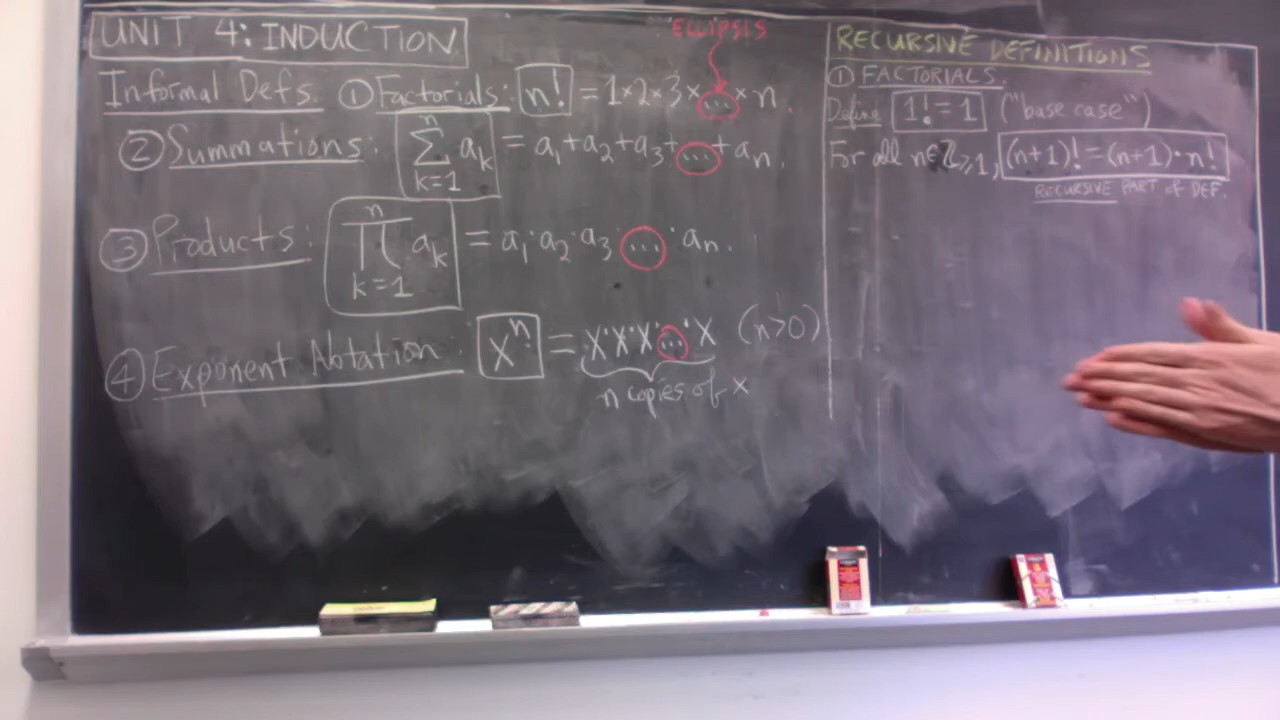 UNIT 4: INDUCTION
ELLIPSIS
Informal Defs. ① Factorials: n! = 1×2×3×...×n.
② Summations: ∑_{k=1}^{n} a_k = a_1+a_2+a_3+...+a_n.
③ Products: ∏_{k=1}^{n} a_k = a_1·a_2·a_3·...·a_n.
④ Exponent Notation: x^n = x·x·x·...·x (n>0)
n copies of x
RECURSIVE DEFINITIONS
① FACTORIALS.
Define 1! = 1 ("base case")
For all n∈ℤ_{≥1}, (n+1)! = (n+1)·n!
RECURSIVE PART of DEF.